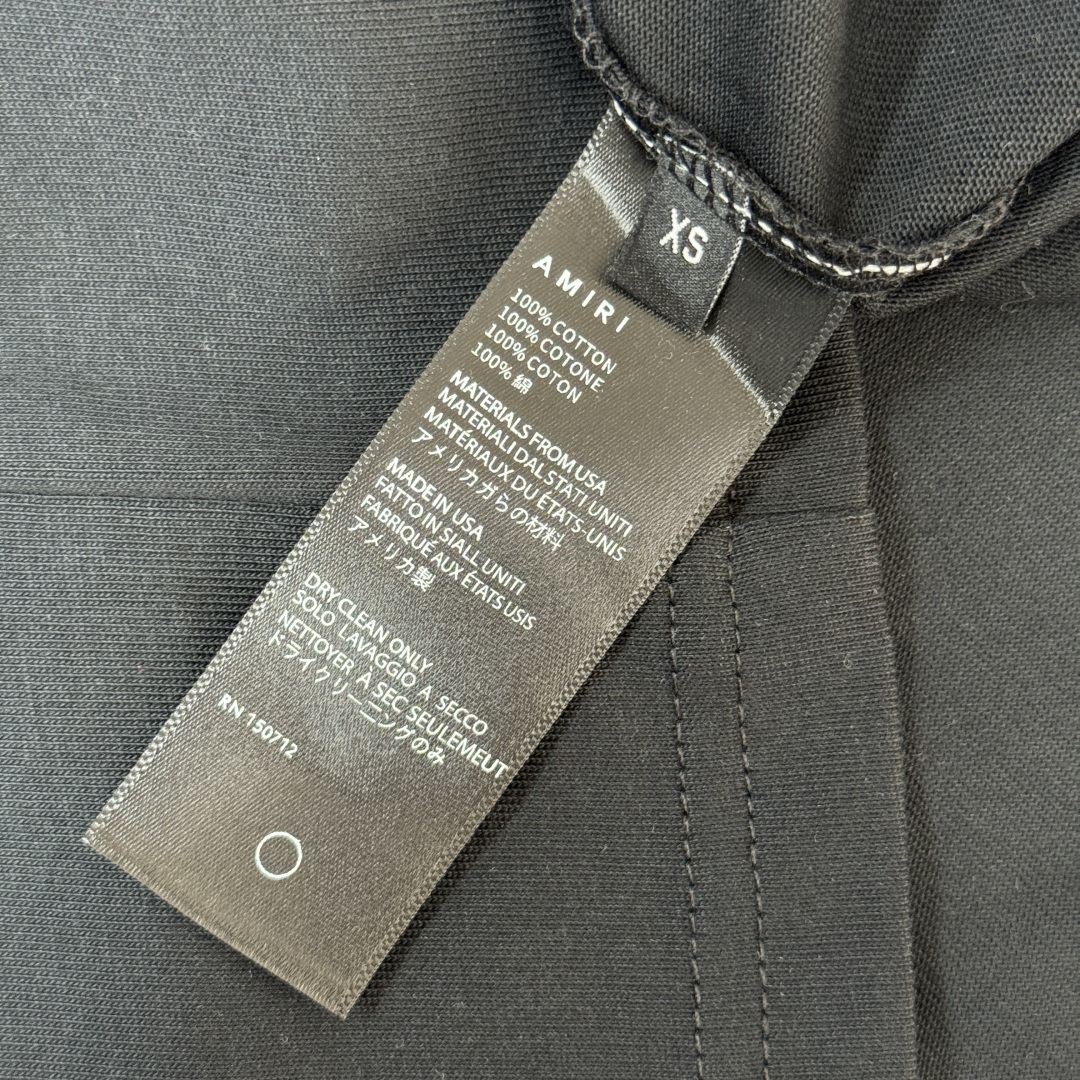 XS
AMIRI
100% COTTON
100% COTONE
100% COTON
100% 綿
MATERIALS FROM USA
MATERIALI DAL STATI UNITI
MATÉRIAUX DU ÉTATS-UNIS
アメリカガらの材料
MADE IN USA
FATTO IN SIALL UNITI
FABRIQUÉ AUX ÉTATS USIS
アメリカ製
DRY CLEAN ONLY
SOLO LAVAGGIO A SECCO
NETTOYER A SEC SEULEMEUT
ドライクリーニングのみ
RN 150712